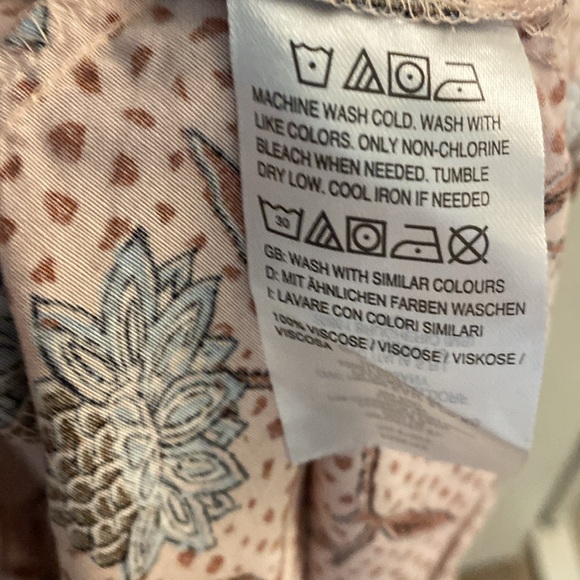 MACHINE WASH COLD. WASH WITH
LIKE COLORS. ONLY NON-CHLORINE
BLEACH WHEN NEEDED. TUMBLE
DRY LOW. COOL IRON IF NEEDED
30
GB: WASH WITH SIMILAR COLOURS
D: MIT ÄHNLICHEN FARBEN WASCHEN
I: LAVARE CON COLORI SIMILARI
100% VISCOSE / VISCOSE / VISKOSE /
VISCOSA